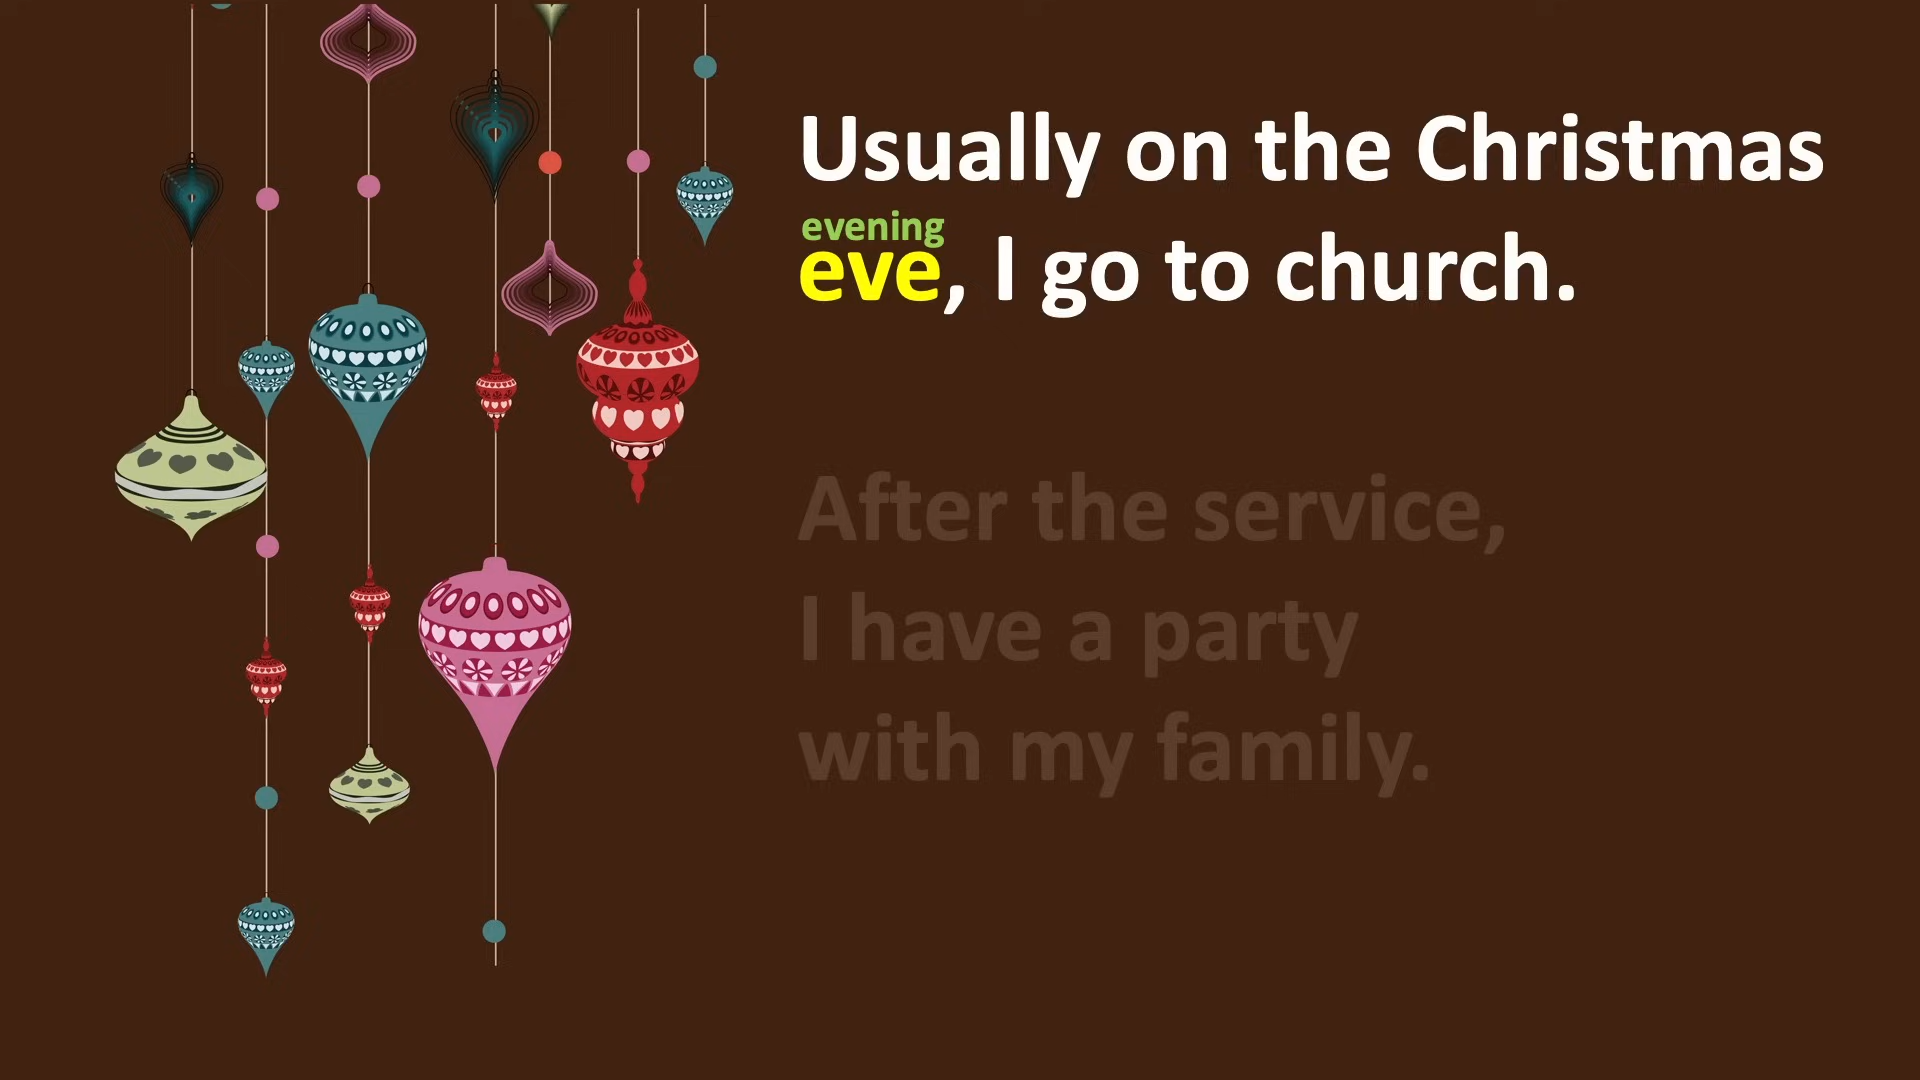 Usually on the Christmas
evening
eve, I go to church.
After the service,
I have a party
with my family.